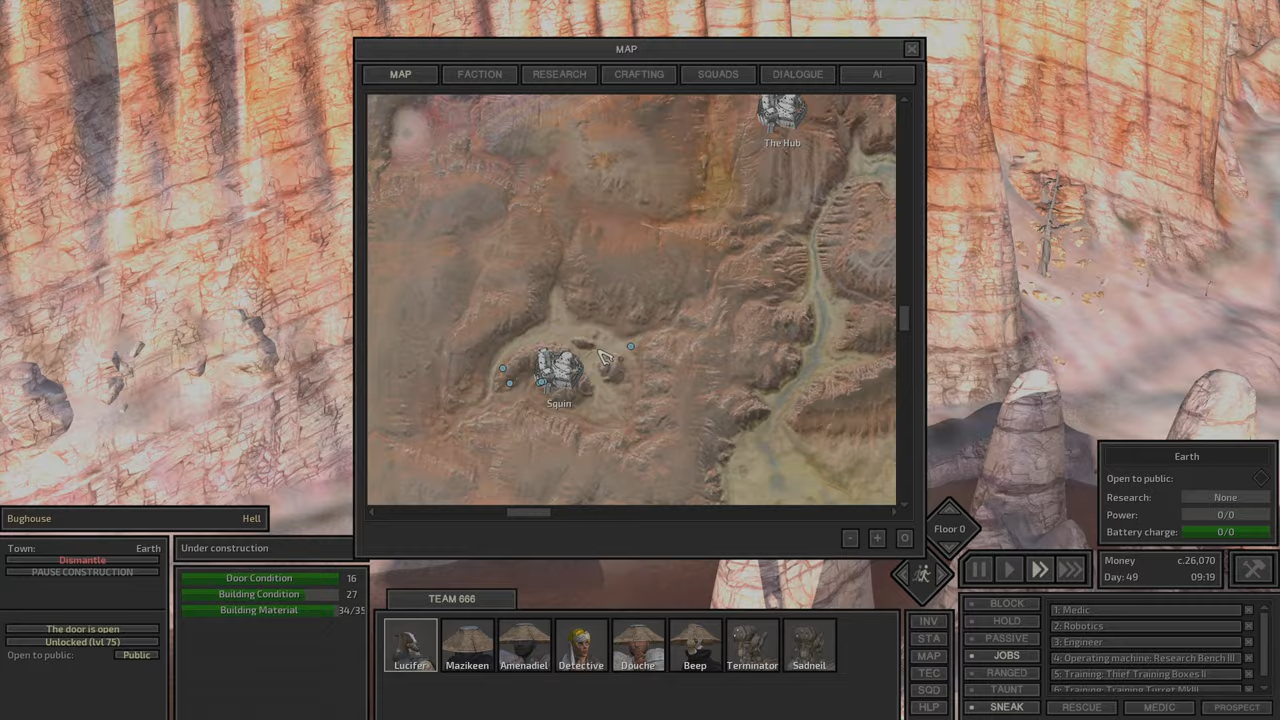 MAP
MAP FACTION RESEARCH CRAFTING SQUADS DIALOGUE AI
The Hub
Squin
- + O
Bughouse Hell
Town: Earth
Dismantle
PAUSE CONSTRUCTION
The door is open
Unlocked (lvl 75)
Open to public: Public
Under construction
Door Condition 16
Building Condition 27
Building Material 34/35
TEAM 666
Lucifer Mazikeen Amenadiel Detective Douche Beep Terminator Sadneil
INV
STA
MAP
TEC
SQD
HLP
Floor 0
Earth
Open to public:
Research: None
Power: 0/0
Battery charge: 0/0
Money c.26,070
Day: 49 09:19
BLOCK
HOLD
PASSIVE
JOBS
RANGED
TAUNT
SNEAK
1: Medic
2: Robotics
3: Engineer
4: Operating machine: Research Bench III
5: Training: Thief Training Boxes II
6: Training: Training Turret MkIII
RESCUE MEDIC PROSPECT